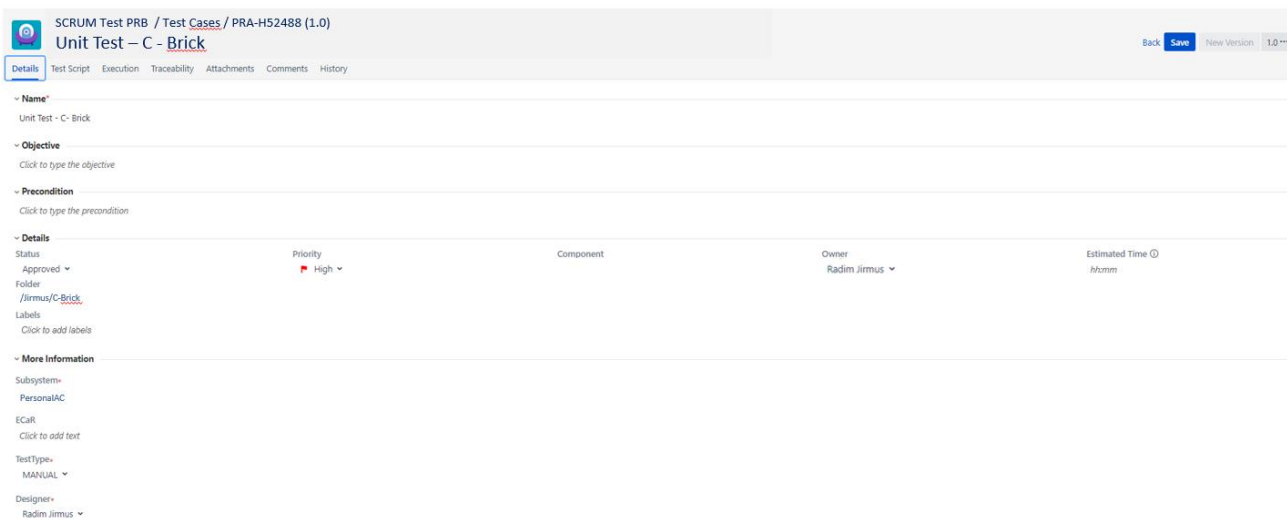 SCRUM Test PRB / Test Cases / PRA-H52488 (1.0)
Unit Test – C - Brick
Back Save New Version 1.0 ···
Details Test Script Execution Traceability Attachments Comments History
Name*
Unit Test - C- Brick
Objective
Click to type the objective
Precondition
Click to type the precondition
Details
Status Priority Component Owner Estimated Time
Approved High Radim Jirmus hh:mm
Folder
/Jirmus/C-Brick
Labels
Click to add labels
More Information
Subsystem*
PersonalAC
ECaR
Click to add text
TestType*
MANUAL
Designer*
Radim Jirmus